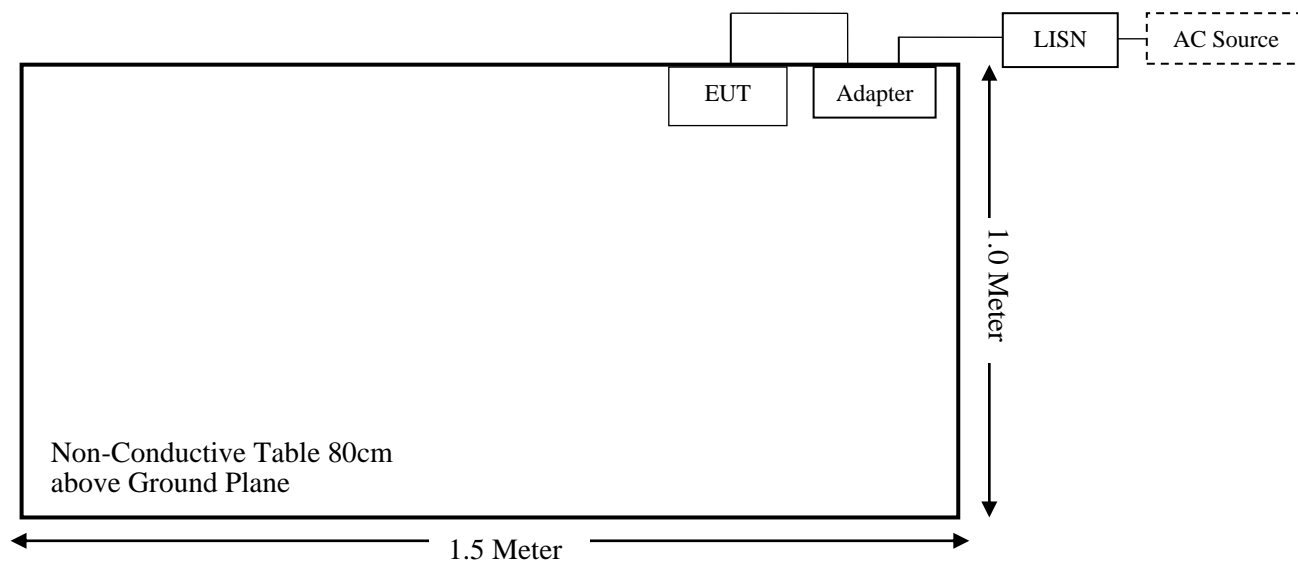 LISN
AC Source
EUT
Adapter
1.0 Meter
Non-Conductive Table 80cm
above Ground Plane
1.5 Meter